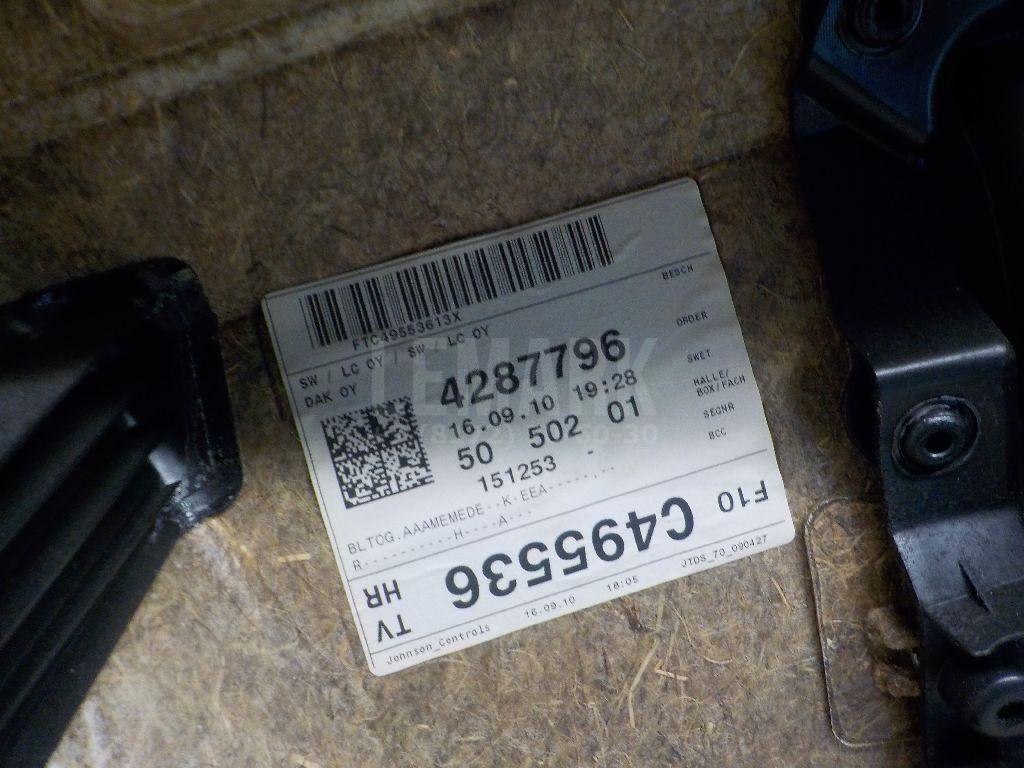 FTC49553613X
BESCH
SW / LC OY / SW / LC OY
DAK OY
4287796
ORDER
16.09.10 19:28
SWET
50 502 01
HALLE/
BOX/FACH
151253 -
SEQNR
BCC
BLTOG.AAAMEMEDE--K-EEA-----.---
R----------H----A---
TV
HR
C495536
F10
Johnson_Controls 16.09.10 18:05 JTDS_70_090427